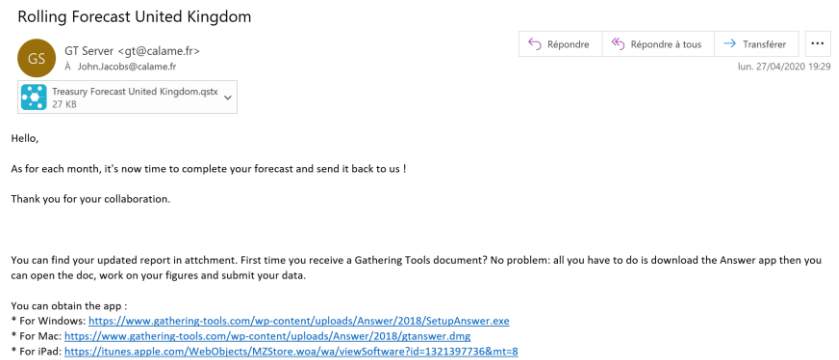 Rolling Forecast United Kingdom
GS
GT Server <gt@calame.fr>
À John.Jacobs@calame.fr
Répondre
Répondre à tous
Transférer
lun. 27/04/2020 19:29
Treasury Forecast United Kingdom.qstx
27 KB
Hello,
As for each month, it's now time to complete your forecast and send it back to us !
Thank you for your collaboration.
You can find your updated report in attchment. First time you receive a Gathering Tools document? No problem: all you have to do is download the Answer app then you
can open the doc, work on your figures and submit your data.
You can obtain the app :
* For Windows: https://www.gathering-tools.com/wp-content/uploads/Answer/2018/SetupAnswer.exe
* For Mac: https://www.gathering-tools.com/wp-content/uploads/Answer/2018/gtanswer.dmg
* For iPad: https://itunes.apple.com/WebObjects/MZStore.woa/wa/viewSoftware?id=1321397736&mt=8